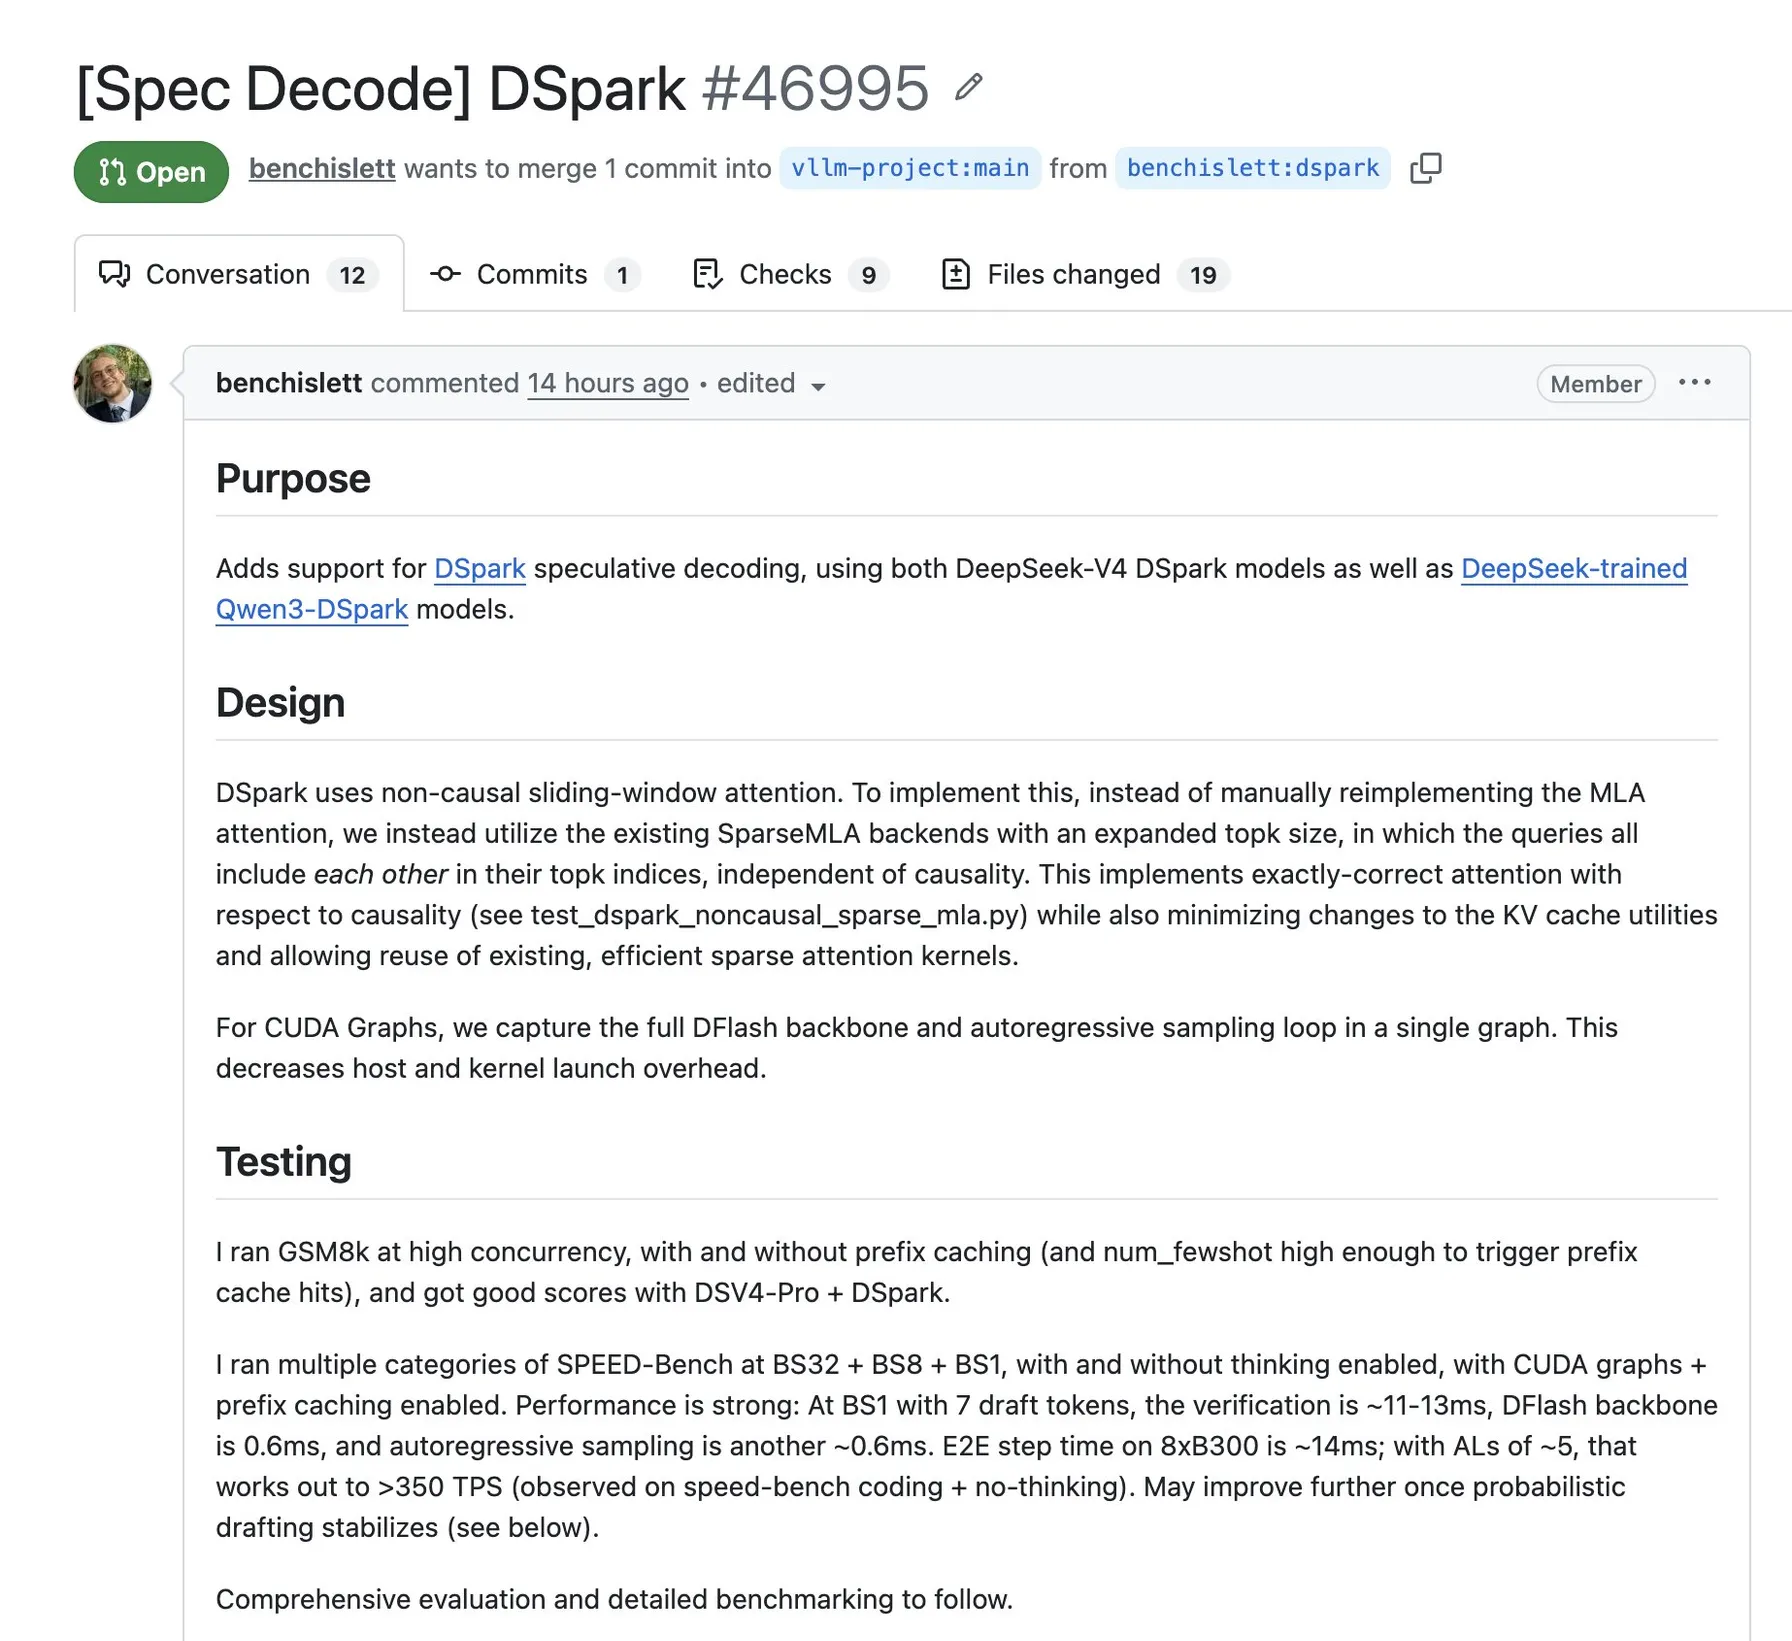 [Spec Decode] DSpark #46995
Open benchislett wants to merge 1 commit into vllm-project:main from benchislett:dspark
Conversation 12 Commits 1 Checks 9 Files changed 19
benchislett commented 14 hours ago • edited Member
Purpose
Adds support for DSpark speculative decoding, using both DeepSeek-V4 DSpark models as well as DeepSeek-trained
Qwen3-DSpark models.
Design
DSpark uses non-causal sliding-window attention. To implement this, instead of manually reimplementing the MLA
attention, we instead utilize the existing SparseMLA backends with an expanded topk size, in which the queries all
include each other in their topk indices, independent of causality. This implements exactly-correct attention with
respect to causality (see test_dspark_noncausal_sparse_mla.py) while also minimizing changes to the KV cache utilities
and allowing reuse of existing, efficient sparse attention kernels.
For CUDA Graphs, we capture the full DFlash backbone and autoregressive sampling loop in a single graph. This
decreases host and kernel launch overhead.
Testing
I ran GSM8k at high concurrency, with and without prefix caching (and num_fewshot high enough to trigger prefix
cache hits), and got good scores with DSV4-Pro + DSpark.
I ran multiple categories of SPEED-Bench at BS32 + BS8 + BS1, with and without thinking enabled, with CUDA graphs +
prefix caching enabled. Performance is strong: At BS1 with 7 draft tokens, the verification is ~11-13ms, DFlash backbone
is 0.6ms, and autoregressive sampling is another ~0.6ms. E2E step time on 8xB300 is ~14ms; with ALs of ~5, that
works out to >350 TPS (observed on speed-bench coding + no-thinking). May improve further once probabilistic
drafting stabilizes (see below).
Comprehensive evaluation and detailed benchmarking to follow.